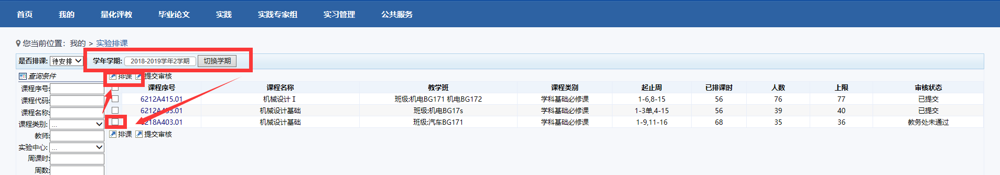 首页 我的 量化评教 毕业论文 实践 实践专家组 实习管理 公共服务
您当前位置：我的 > 实验排课
是否排课: 待安排 学年学期: 2018-2019学年2学期 切换学期
查询条件 排课 提交审核
课程序号 课程名称 教学班 课程类别 起止周 已排课时 人数 上限 审核状态
课程序号:
6212A415.01 机械设计 I 班级:机电BG171 机电BG172 学科基础必修课 1-6,8-15 56 76 77 已提交
课程代码:
机械设计基础 班级:机电BG17s 学科基础必修课 1-3单,4-15 56 39 40 已提交
课程名称:
218A403.01 机械设计基础 班级:汽车BG171 学科基础必修课 1-9,11-16 68 35 36 教务处未通过
课程类别: ...
排课 提交审核
教师:
实验中心: ...
周课时:
周数: